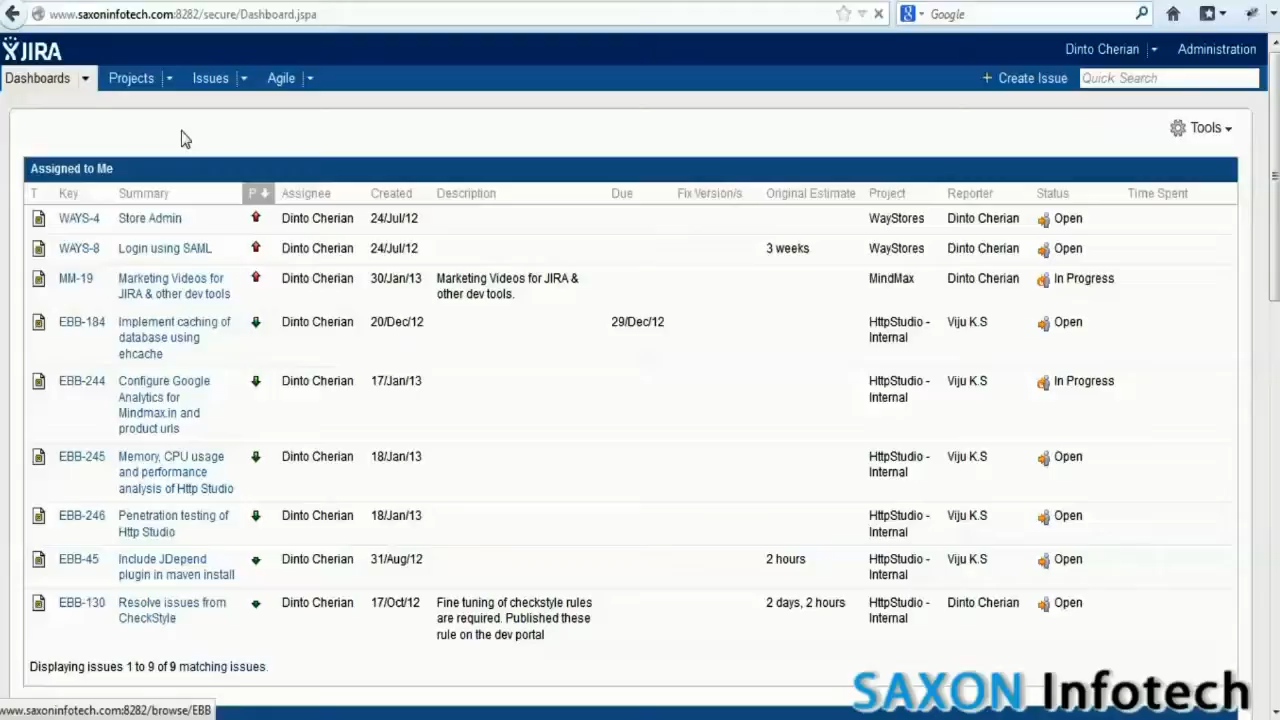 www.saxoninfotech.com:8282/secure/Dashboard.jspa Google
JIRA Dinto Cherian Administration
Dashboards Projects Issues Agile + Create Issue Quick Search
Tools
Assigned to Me
T Key Summary P Assignee Created Description Due Fix Version/s Original Estimate Project Reporter Status Time Spent
WAYS-4 Store Admin Dinto Cherian 24/Jul/12 WayStores Dinto Cherian Open
WAYS-8 Login using SAML Dinto Cherian 24/Jul/12 3 weeks WayStores Dinto Cherian Open
MM-19 Marketing Videos for Dinto Cherian 30/Jan/13 Marketing Videos for JIRA & MindMax Dinto Cherian In Progress
JIRA & other dev tools other dev tools.
EBB-184 Implement caching of Dinto Cherian 20/Dec/12 29/Dec/12 HttpStudio - Viju K.S Open
database using Internal
ehcache
EBB-244 Configure Google Dinto Cherian 17/Jan/13 HttpStudio - Viju K.S In Progress
Analytics for Internal
Mindmax.in and
product urls
EBB-245 Memory, CPU usage Dinto Cherian 18/Jan/13 HttpStudio - Viju K.S Open
and performance Internal
analysis of Http Studio
EBB-246 Penetration testing of Dinto Cherian 18/Jan/13 HttpStudio - Viju K.S Open
Http Studio Internal
EBB-45 Include JDepend Dinto Cherian 31/Aug/12 2 hours HttpStudio - Viju K.S Open
plugin in maven install Internal
EBB-130 Resolve issues from Dinto Cherian 17/Oct/12 Fine tuning of checkstyle rules 2 days, 2 hours HttpStudio - Dinto Cherian Open
CheckStyle are required. Published these Internal
rule on the dev portal
Displaying issues 1 to 9 of 9 matching issues.
SAXON Infotech
www.saxoninfotech.com:8282/browse/EBB